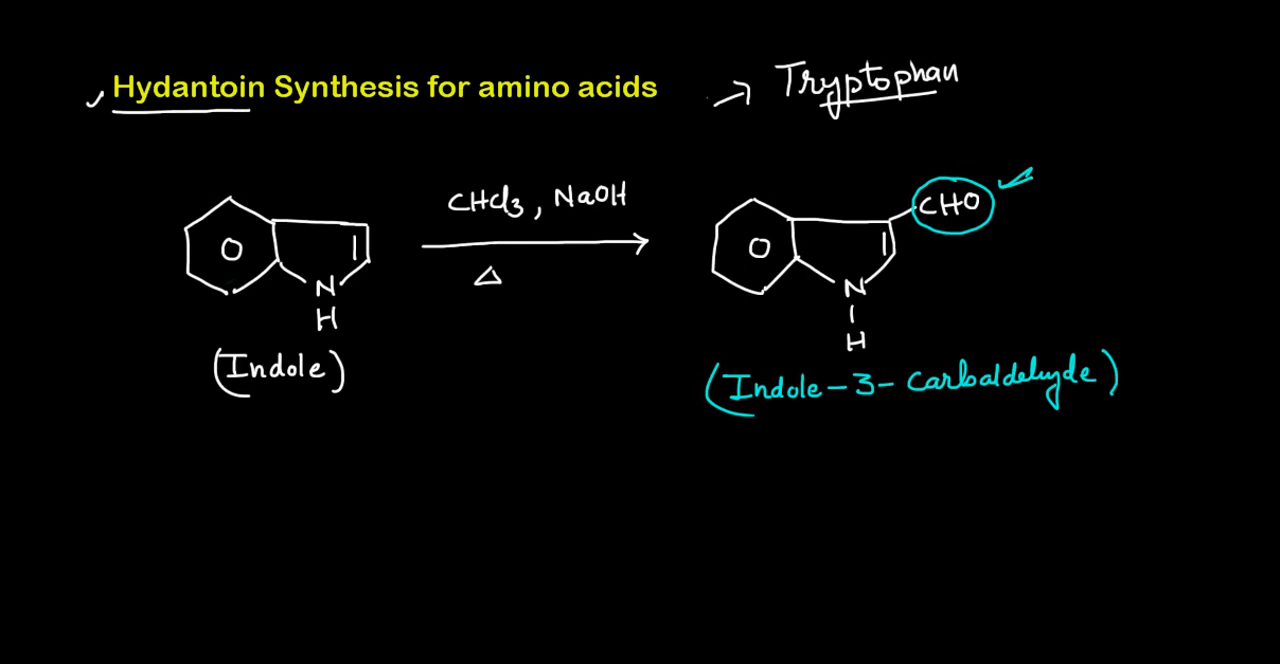 Hydantoin Synthesis for amino acids → Tryptophan
CHCl3, NaOH
Δ
CHO
N
H
N
H
(Indole)
(Indole-3-carbaldehyde)